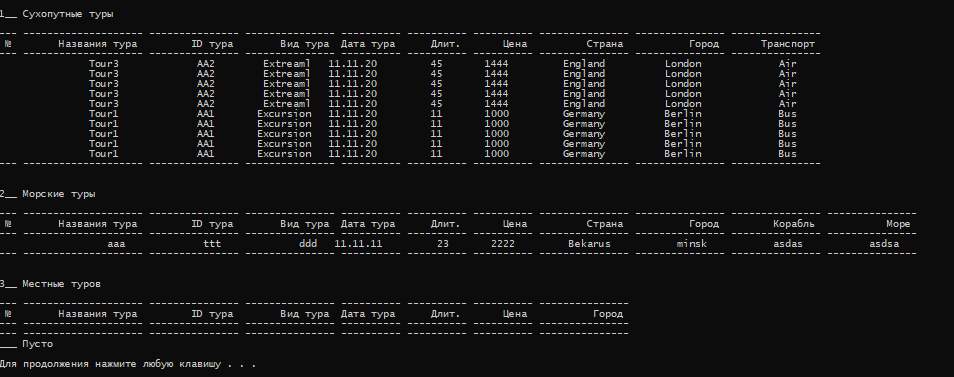 1__ Сухопутные туры
--- -------------------- --------------- --------------- ---------- --------- ---------- --------------- --------------- ---------------
№ Названия тура ID тура Вид тура Дата тура Длит. Цена Страна Город Транспорт
--- -------------------- --------------- --------------- ---------- --------- ---------- --------------- --------------- ---------------
Tour3 AA2 Extreaml 11.11.20 45 1444 England London Air
Tour3 AA2 Extreaml 11.11.20 45 1444 England London Air
Tour3 AA2 Extreaml 11.11.20 45 1444 England London Air
Tour3 AA2 Extreaml 11.11.20 45 1444 England London Air
Tour3 AA2 Extreaml 11.11.20 45 1444 England London Air
Tour1 AA1 Excursion 11.11.20 11 1000 Germany Berlin Bus
Tour1 AA1 Excursion 11.11.20 11 1000 Germany Berlin Bus
Tour1 AA1 Excursion 11.11.20 11 1000 Germany Berlin Bus
Tour1 AA1 Excursion 11.11.20 11 1000 Germany Berlin Bus
Tour1 AA1 Excursion 11.11.20 11 1000 Germany Berlin Bus
--- -------------------- --------------- --------------- ---------- --------- ---------- --------------- --------------- ---------------
2__ Морские туры
--- -------------------- --------------- --------------- ---------- --------- ---------- --------------- --------------- --------------- ---------------
№ Названия тура ID тура Вид тура Дата тура Длит. Цена Страна Город Корабль Море
--- -------------------- --------------- --------------- ---------- --------- ---------- --------------- --------------- --------------- ---------------
aaa ttt ddd 11.11.11 23 2222 Bekarus minsk asdas asdsa
--- -------------------- --------------- --------------- ---------- --------- ---------- --------------- --------------- --------------- ---------------
3__ Местные туров
--- -------------------- --------------- --------------- ---------- --------- ---------- ---------------
№ Названия тура ID тура Вид тура Дата тура Длит. Цена Город
--- -------------------- --------------- --------------- ---------- --------- ---------- ---------------
--- -------------------- --------------- --------------- ---------- --------- ---------- ---------------
___ Пусто
Для продолжения нажмите любую клавишу . . .